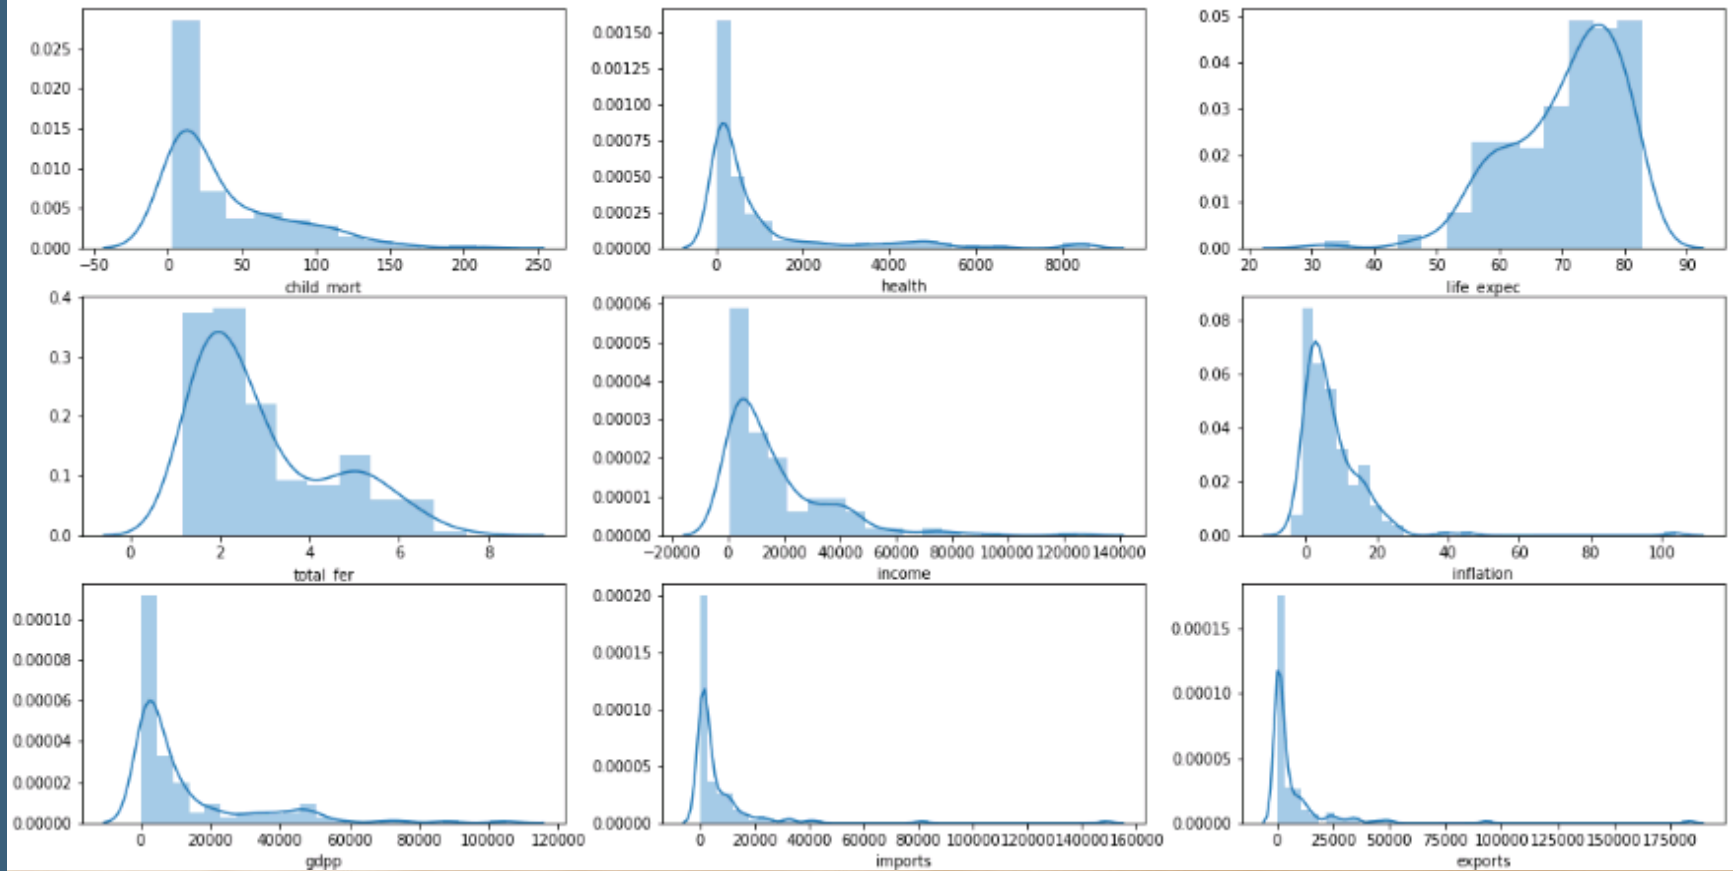 0.025
0.020
0.015
0.010
0.005
0.000
−50 0 50 100 150 200 250
child mort
0.00150
0.00125
0.00100
0.00075
0.00050
0.00025
0.00000
0 2000 4000 6000 8000
health
0.05
0.04
0.03
0.02
0.01
0.00
20 30 40 50 60 70 80 90
life expec
0.4
0.3
0.2
0.1
0.0
0 2 4 6 8
total fer
0.00006
0.00005
0.00004
0.00003
0.00002
0.00001
0.00000
−20000 0 20000 40000 60000 80000 100000 120000 140000
income
0.08
0.06
0.04
0.02
0.00
0 20 40 60 80 100
inflation
0.00010
0.00008
0.00006
0.00004
0.00002
0.00000
0 20000 40000 60000 80000 100000 120000
gdpp
0.00020
0.00015
0.00010
0.00005
0.00000
0 20000 40000 60000 80000 100000 120000 140000 160000
imports
0.00015
0.00010
0.00005
0.00000
0 25000 50000 75000 100000 125000 150000 175000
exports